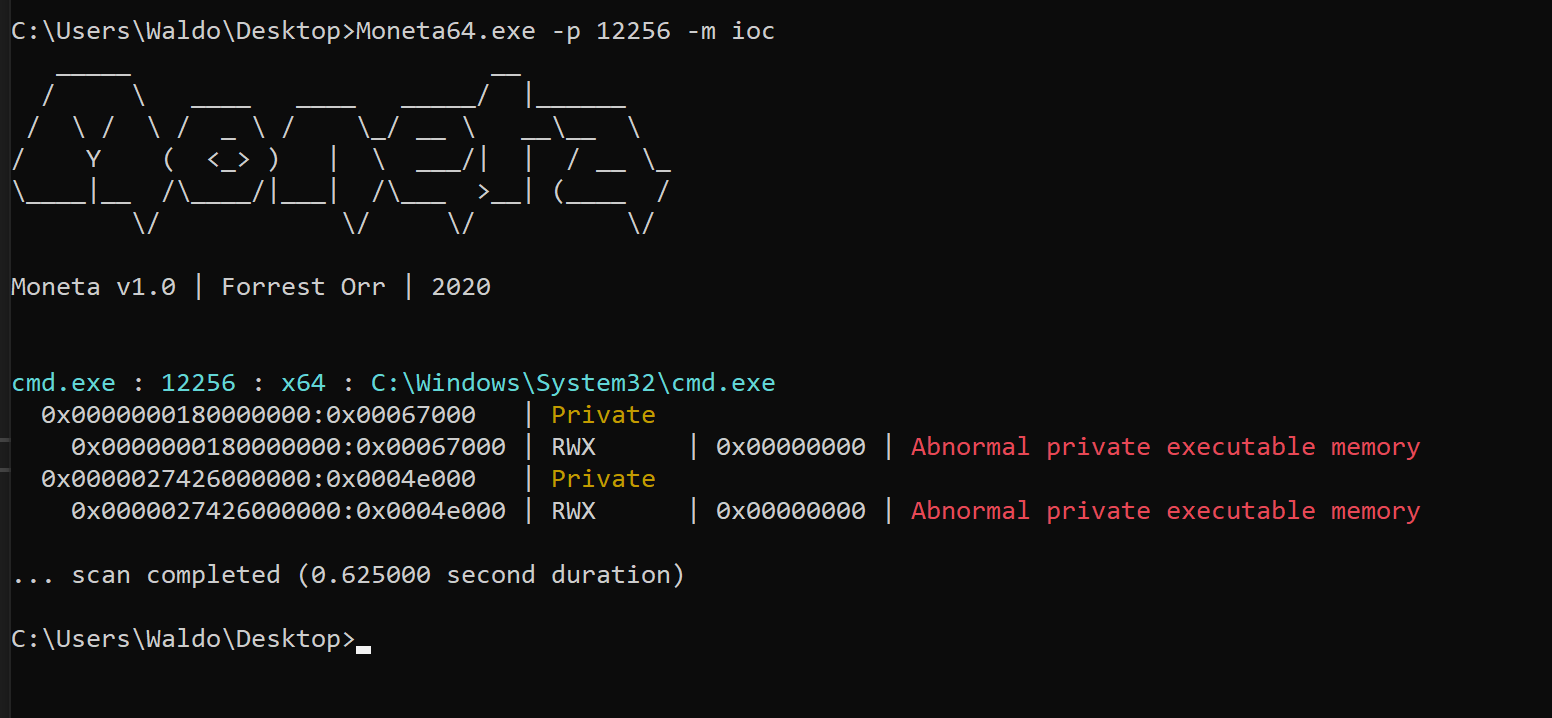 C:\Users\Waldo\Desktop>Moneta64.exe -p 12256 -m ioc
   _____                        __
  /     \   ____   ____   _____/  |______
 /  \ /  \ /  _ \ /    \_/ __ \   __\__  \
/    Y    (  <_> )   |  \  ___/|  |  / __ \_
\____|__  /\____/|___|  /\___  >__| (____  /
        \/            \/     \/          \/
Moneta v1.0 | Forrest Orr | 2020
cmd.exe : 12256 : x64 : C:\Windows\System32\cmd.exe
  0x0000000180000000:0x00067000   | Private
    0x0000000180000000:0x00067000 | RWX      | 0x00000000 | Abnormal private executable memory
  0x0000027426000000:0x0004e000   | Private
    0x0000027426000000:0x0004e000 | RWX      | 0x00000000 | Abnormal private executable memory
... scan completed (0.625000 second duration)
C:\Users\Waldo\Desktop>